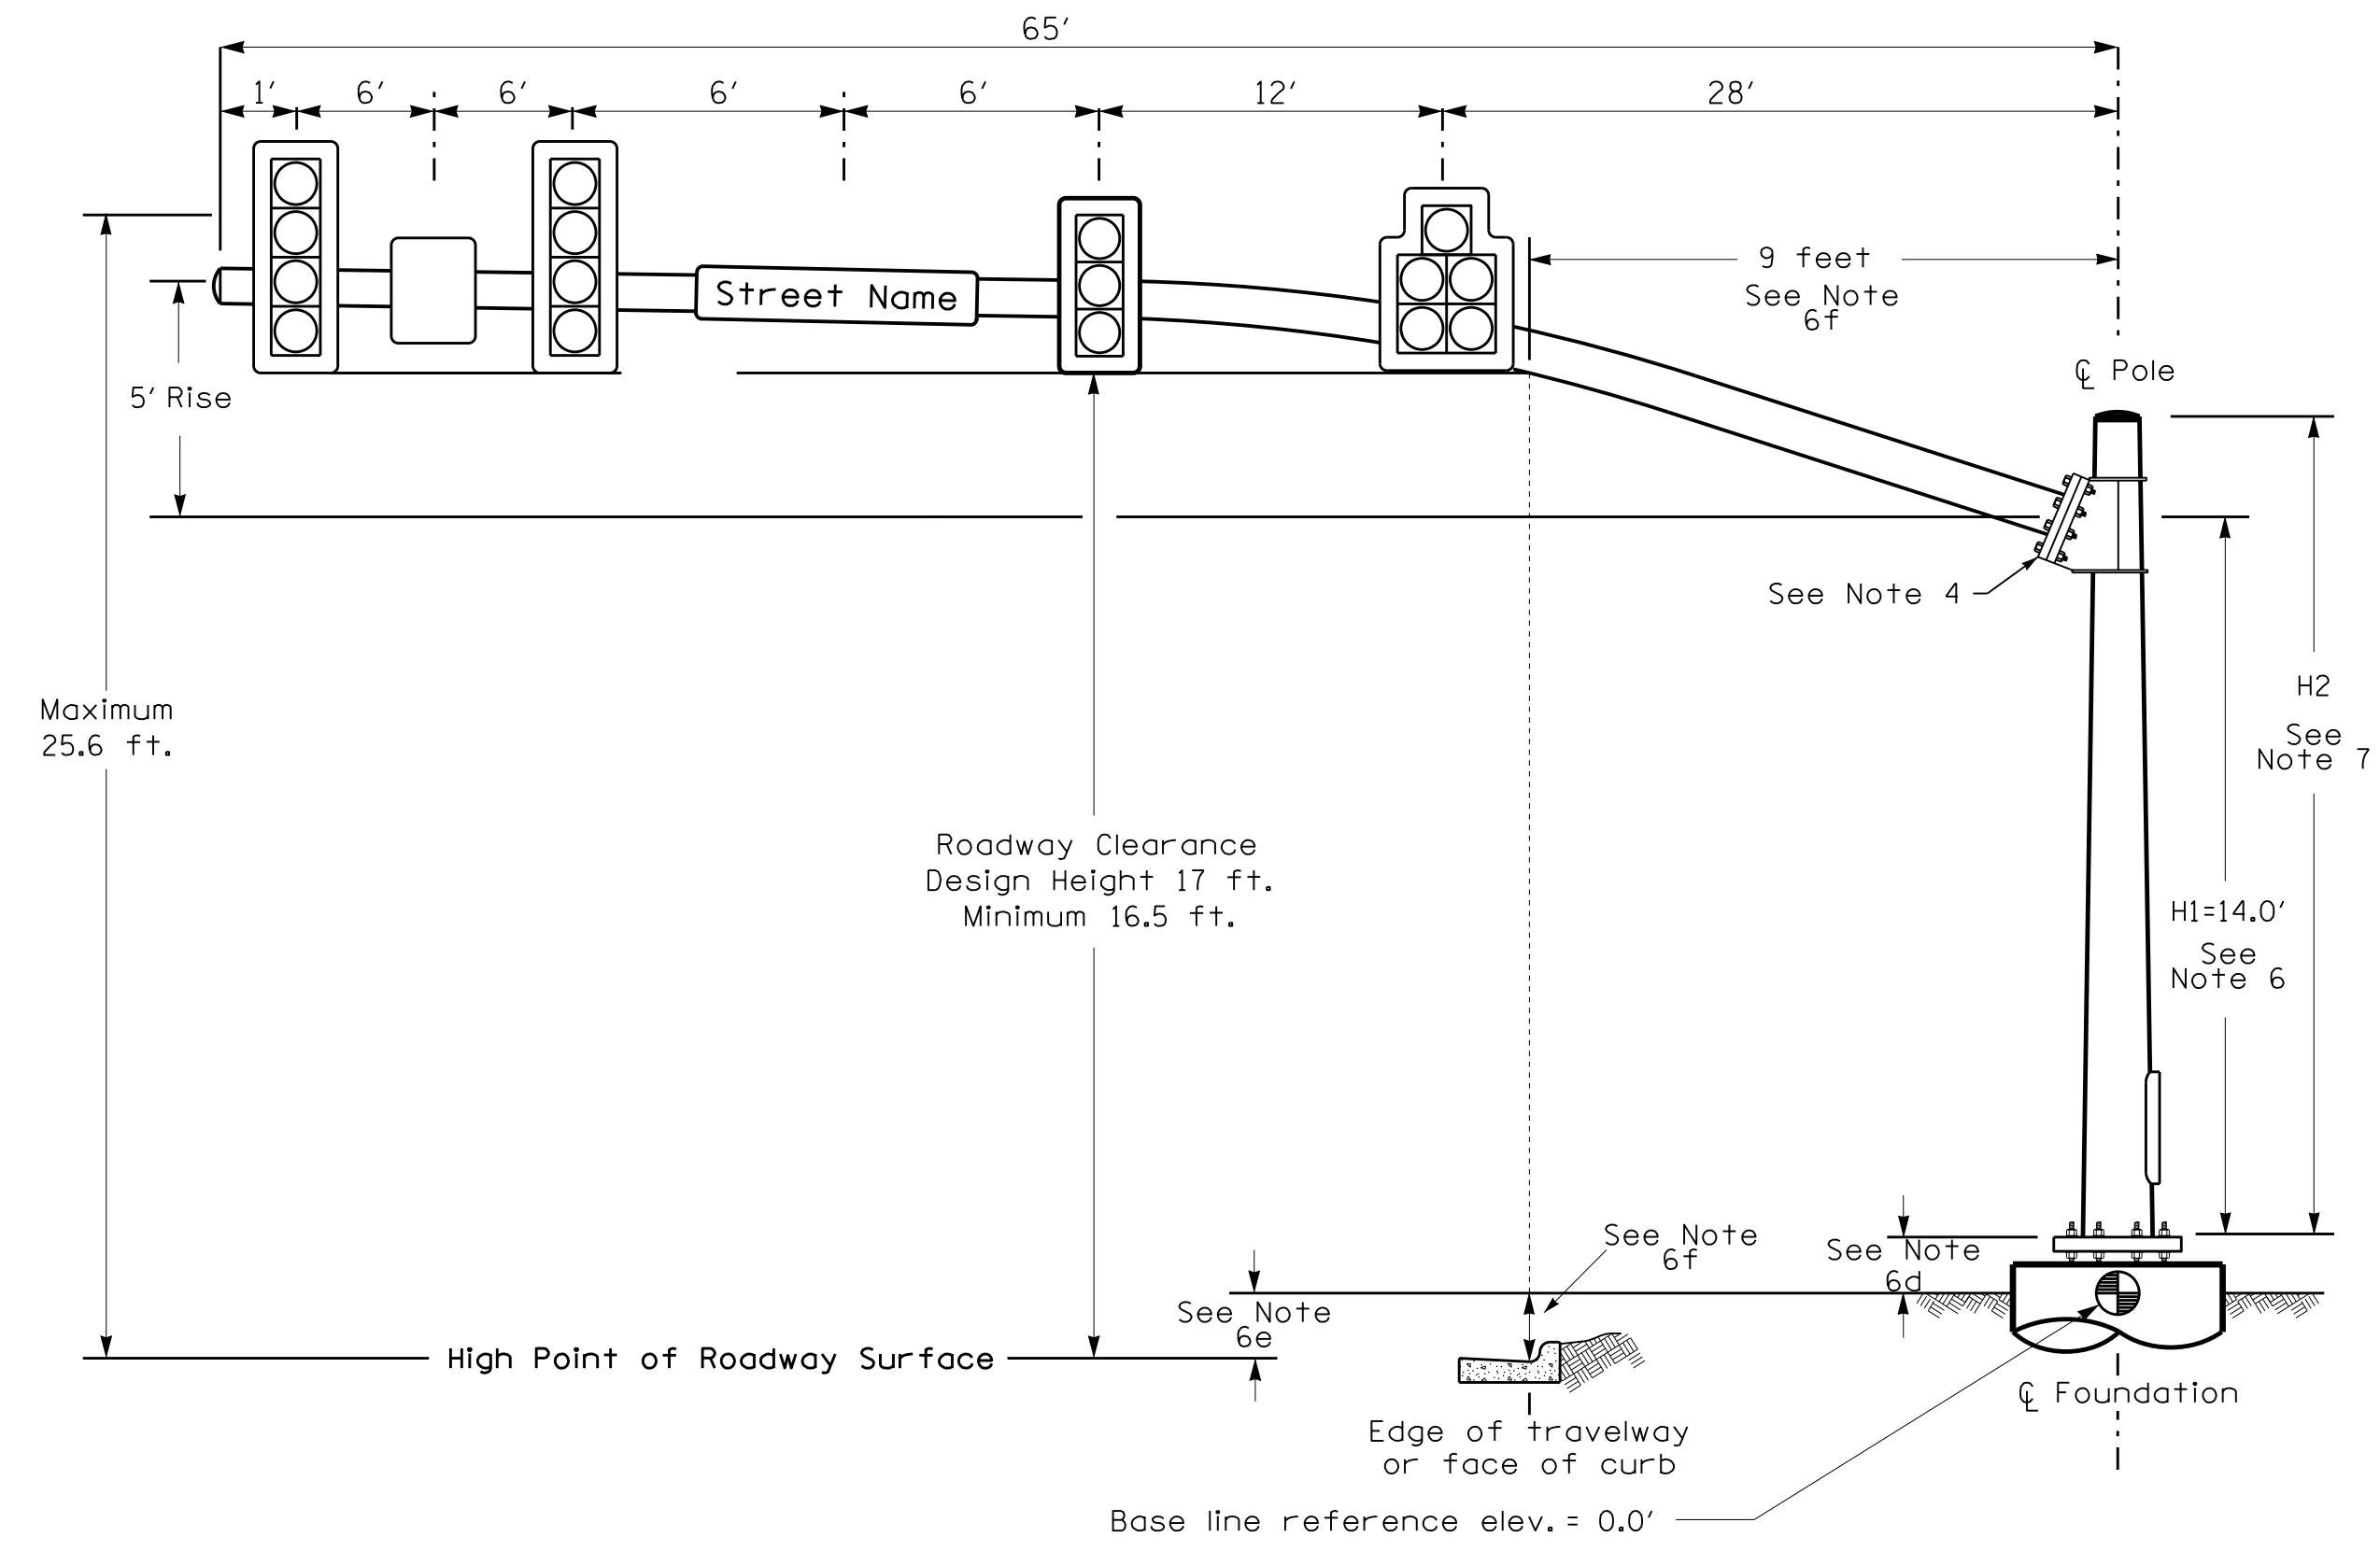 65′
1′ 6′ 6′ 6′ 6′ 12′ 28′
9 feet
See Note
6f
Street Name
℄ Pole
5′ Rise
See Note 4
H2
See
Note 7
Maximum
25.6 ft.
Roadway Clearance
Design Height 17 ft.
Minimum 16.5 ft.
H1=14.0′
See
Note 6
See Note
6f
See Note
6d
See Note
6e
High Point of Roadway Surface
℄ Foundation
Edge of travelway
or face of curb
Base line reference elev. = 0.0′